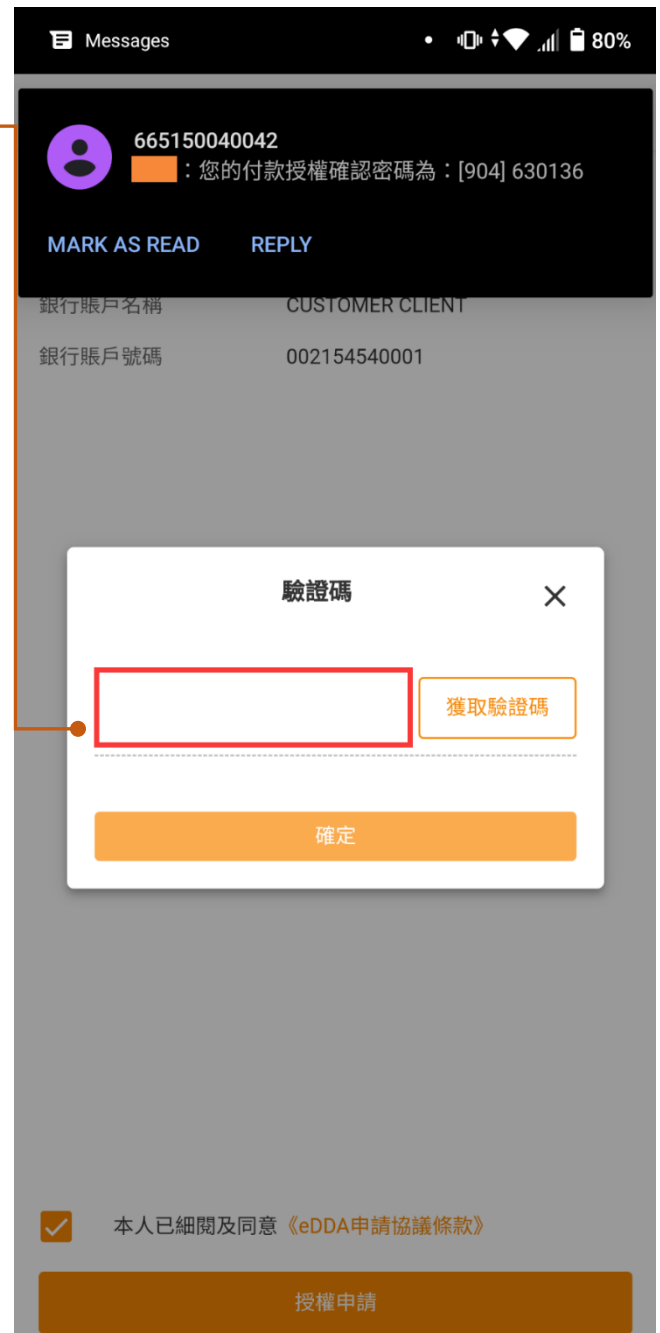 Messages 80%
665150040042
：您的付款授權確認密碼為：[904] 630136
MARK AS READ REPLY
銀行賬戶名稱 CUSTOMER CLIENT
銀行賬戶號碼 002154540001
驗證碼
獲取驗證碼
確定
本人已細閱及同意《eDDA申請協議條款》
授權申請